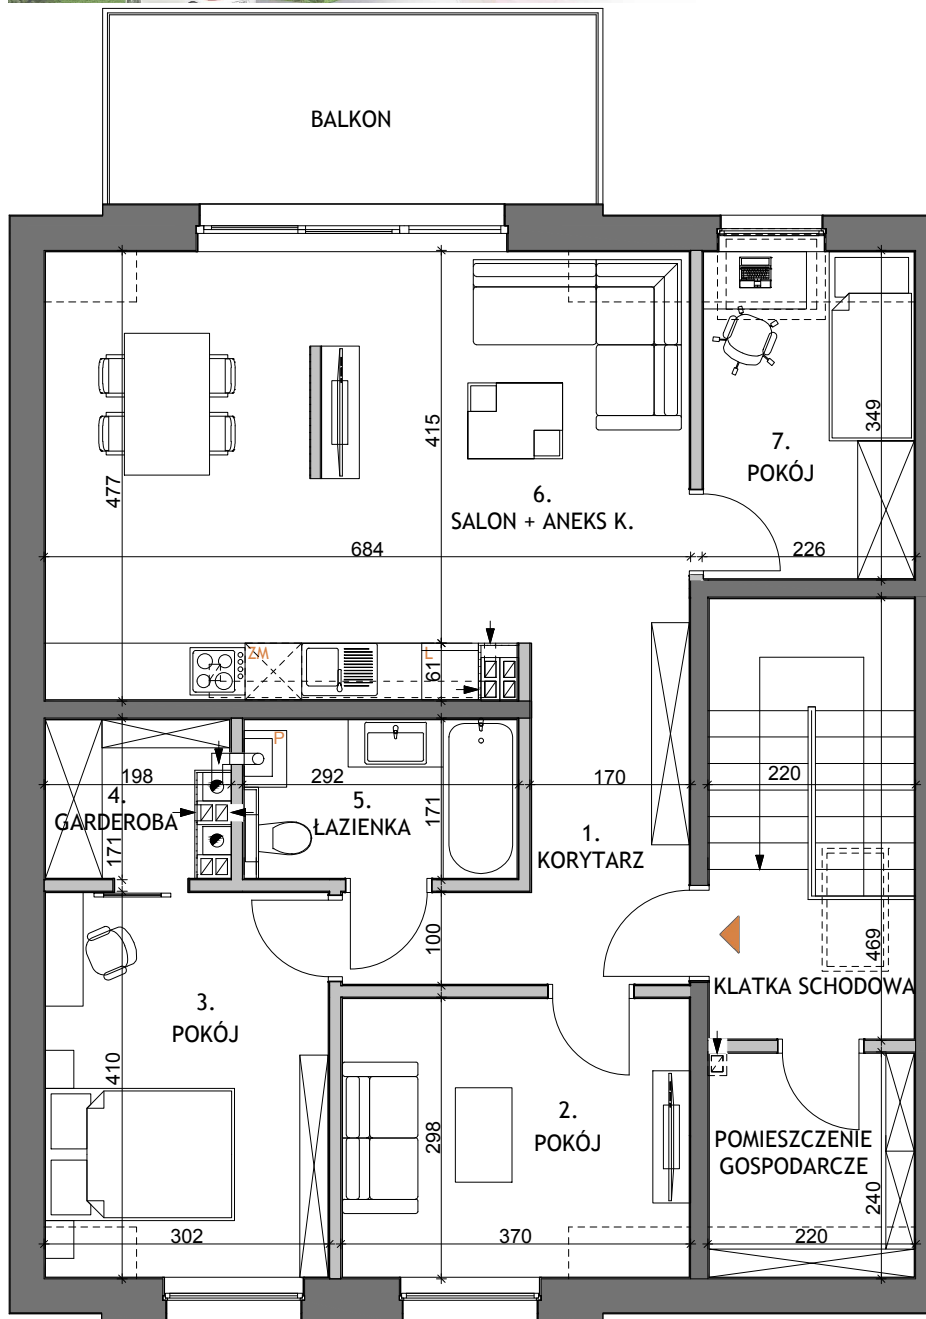 BALKON
477
415
349
7.
POKÓJ
6.
SALON + ANEKS K.
684
226
ZM
L
61
P
198
292
170
220
4.
GARDEROBA
171
5.
ŁAZIENKA
171
1.
KORYTARZ
100
469
KLATKA SCHODOWA
3.
POKÓJ
410
2.
POKÓJ
298
POMIESZCZENIE
GOSPODARCZE
240
302
370
220